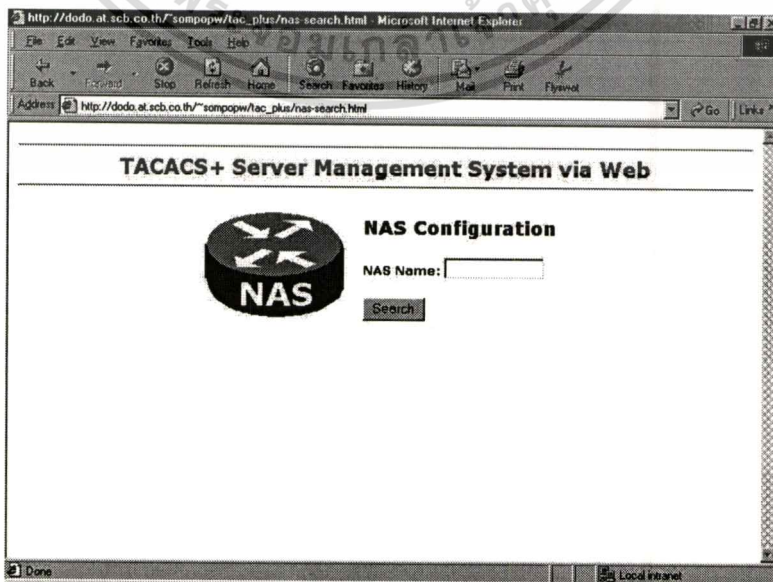 http://dodo.at.scb.co.th/~sompopw/tac_plus/nas-search.html - Microsoft Internet Explorer
File Edit View Favorites Tools Help
Back Forward Stop Refresh Home Search Favorites History Mail Print Flyswat
Address http://dodo.at.scb.co.th/~sompopw/tac_plus/nas-search.html Go Links
TACACS+ Server Management System via Web
NAS
NAS Configuration
NAS Name:
Search
Done Local intranet